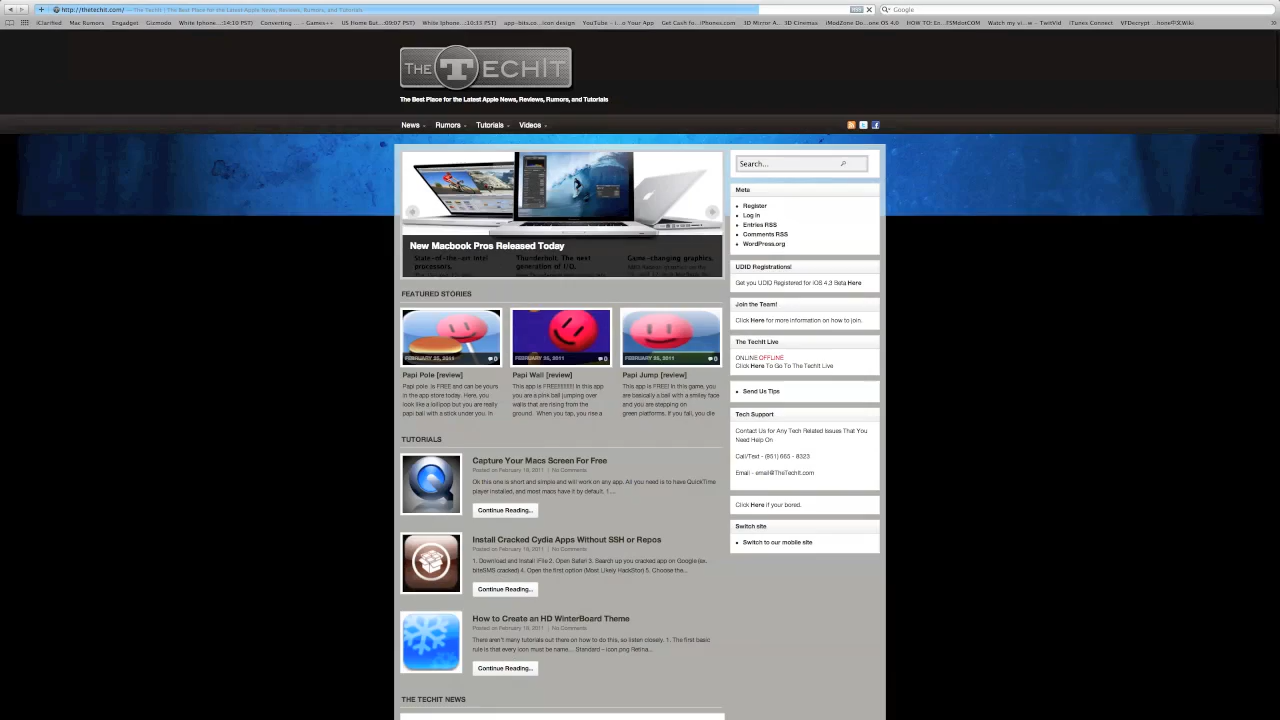 http://thetechit.com/ — The TechIt | The Best Place for the Latest Apple News, Reviews, Rumors, and Tutorials
RSS
Google
iClarified Mac Rumors Engadget Gizmodo White Iphone ...:14:10 PST) Converting ... - Games++ US Home But...:09:07 PST) White Iphone ...:10:13 PST) app-bits.co...icon design YouTube - i...o Your App Get Cash fo...iPhones.com 3D Mirror A... 3D Cinemas iModZone Do...one OS 4.0 HOW TO: En...FSMdotCOM Watch my vi...w - TwitVid iTunes Connect VFDecrypt ...hone中文Wiki
THE TECHIT
The Best Place for the Latest Apple News, Reviews, Rumors, and Tutorials
News Rumors Tutorials Videos
New Macbook Pros Released Today
State-of-the-art Intel processors.
Thunderbolt. The next generation of I/O.
Game-changing graphics.
FEATURED STORIES
FEBRUARY 25, 2011 0
Papi Pole [review]
Papi pole is FREE and can be yours
in the app store today. Here, you
look like a lollipop but you are really
papi ball with a stick under you. In
FEBRUARY 25, 2011 0
Papi Wall [review]
This app is FREE!!!!!!!!! In this app
you are a pink ball jumping over
walls that are rising from the
ground. When you tap, you rise a
FEBRUARY 25, 2011 0
Papi Jump [review]
This app is FREE! In this game, you
are basically a ball with a smiley face
and you are stepping on
green platforms. If you fall, you die
TUTORIALS
Capture Your Macs Screen For Free
Posted on February 19, 2011 | No Comments
Ok this one is short and simple and will work on any app. All you need is to have QuickTime
player installed, and most macs have it by default. 1....
Continue Reading...
Install Cracked Cydia Apps Without SSH or Repos
Posted on February 19, 2011 | No Comments
1. Download and Install iFile 2. Open Safari 3. Search up you cracked app on Google (ie.
biteSMS cracked) 4. Open the first option (Most Likely HackStor) 5. Choose the...
Continue Reading...
How to Create an HD WinterBoard Theme
Posted on February 19, 2011 | No Comments
There aren't many tutorials out there on how to do this, so listen closely. 1. The first basic
rule is that every icon must be name... Standard - icon.png Retina...
Continue Reading...
THE TECHIT NEWS
Search...
Meta
Register
Log in
Entries RSS
Comments RSS
WordPress.org
UDID Registrations!
Get you UDID Registered for IOS 4.3 Beta Here
Join the Team!
Click Here for more information on how to join.
The TechIt Live
ONLINE OFFLINE
Click Here To Go To The TechIt Live
Send Us Tips
Tech Support
Contact Us for Any Tech Related Issues That You
Need Help On
Call/Text - (951) 665 - 8323
Email - email@TheTechIt.com
Click Here if your bored.
Switch site
Switch to our mobile site